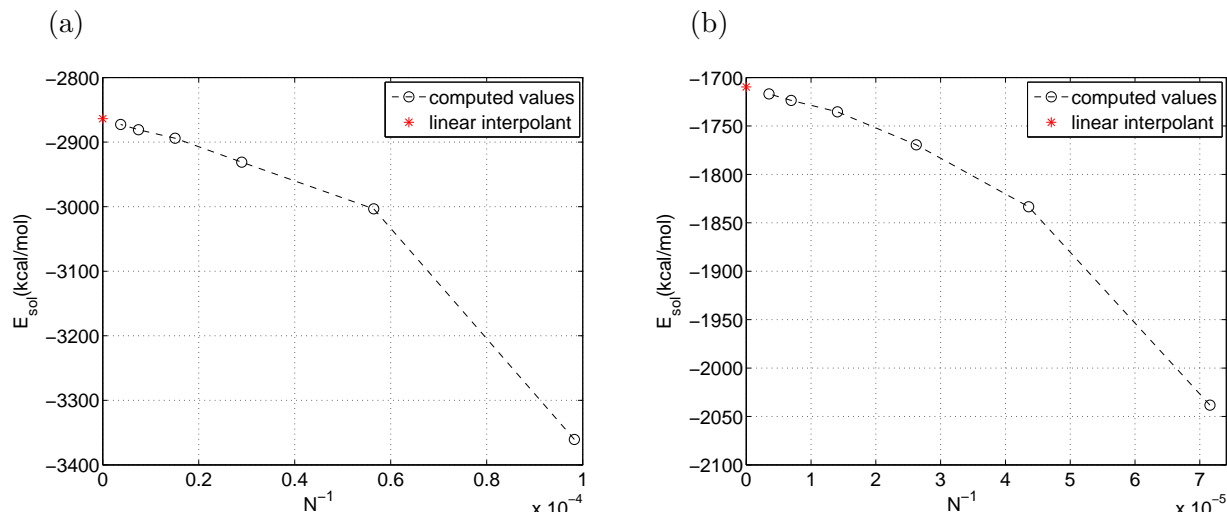 (a)
−2800
−2900
−3000
−3100
−3200
−3300
−3400
E_sol(kcal/mol)
computed values
linear interpolant
0 0.2 0.4 0.6 0.8 1
N^−1
x 10^−4
(b)
−1700
−1750
−1800
−1850
−1900
−1950
−2000
−2050
−2100
E_sol(kcal/mol)
computed values
linear interpolant
0 1 2 3 4 5 6 7
N^−1
x 10^−5